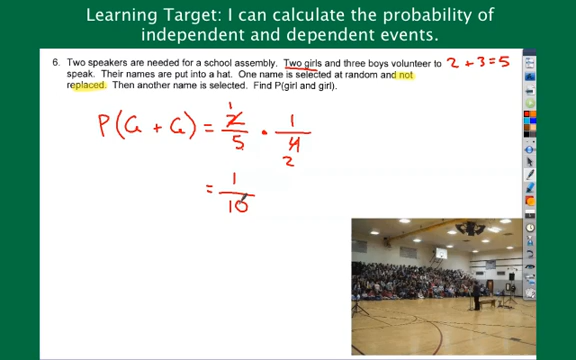 Learning Target: I can calculate the probability of
independent and dependent events.
6. Two speakers are needed for a school assembly. Two girls and three boys volunteer to 2 + 3 = 5
speak. Their names are put into a hat. One name is selected at random and not
replaced. Then another name is selected. Find P(girl and girl).
1
P(G + G) = 2/5 • 1/4
2
= 1/10